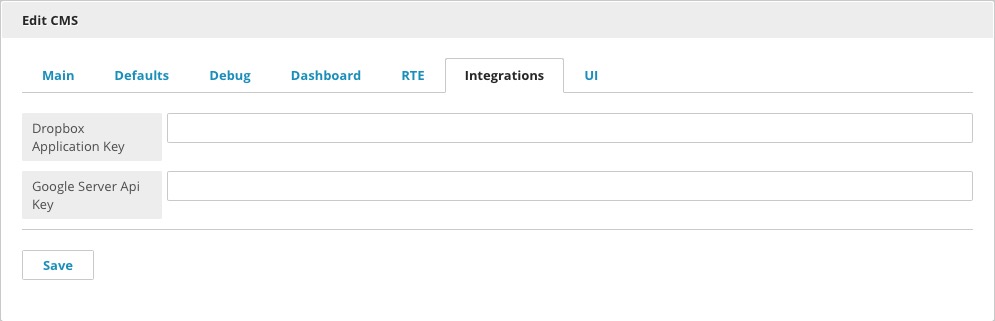 Edit CMS
Main Defaults Debug Dashboard RTE Integrations UI
Dropbox
Application Key
Google Server Api
Key
Save